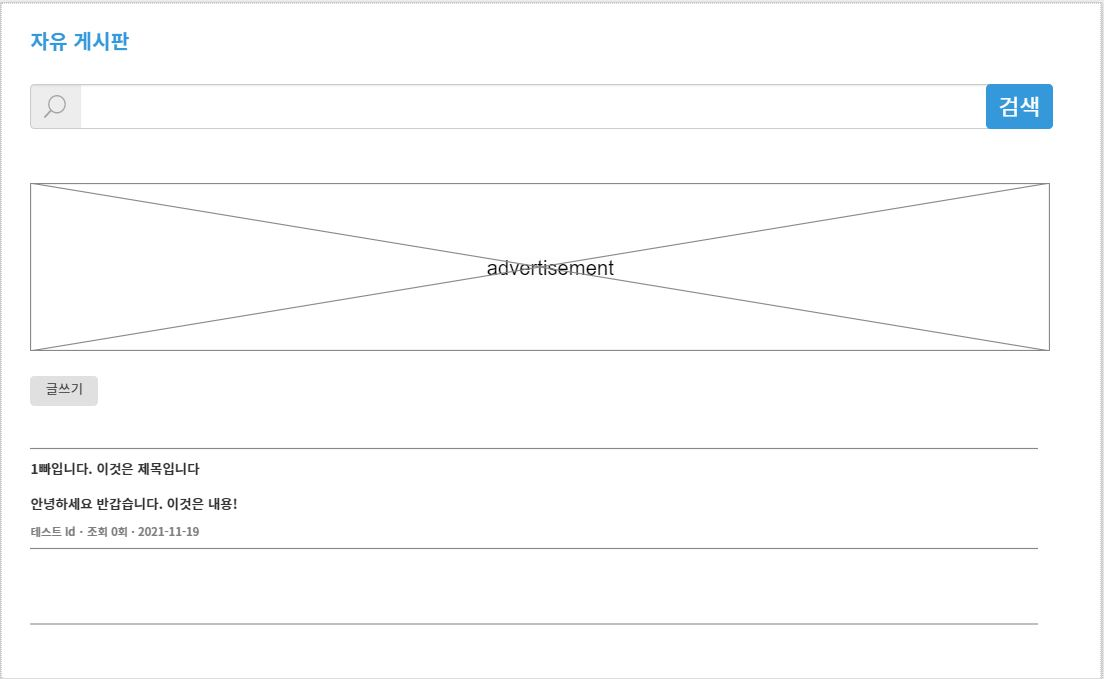 자유 게시판
검색
advertisement
글쓰기
1빠입니다. 이것은 제목입니다
안녕하세요 반갑습니다. 이것은 내용!
테스트 Id · 조회 0회 · 2021-11-19